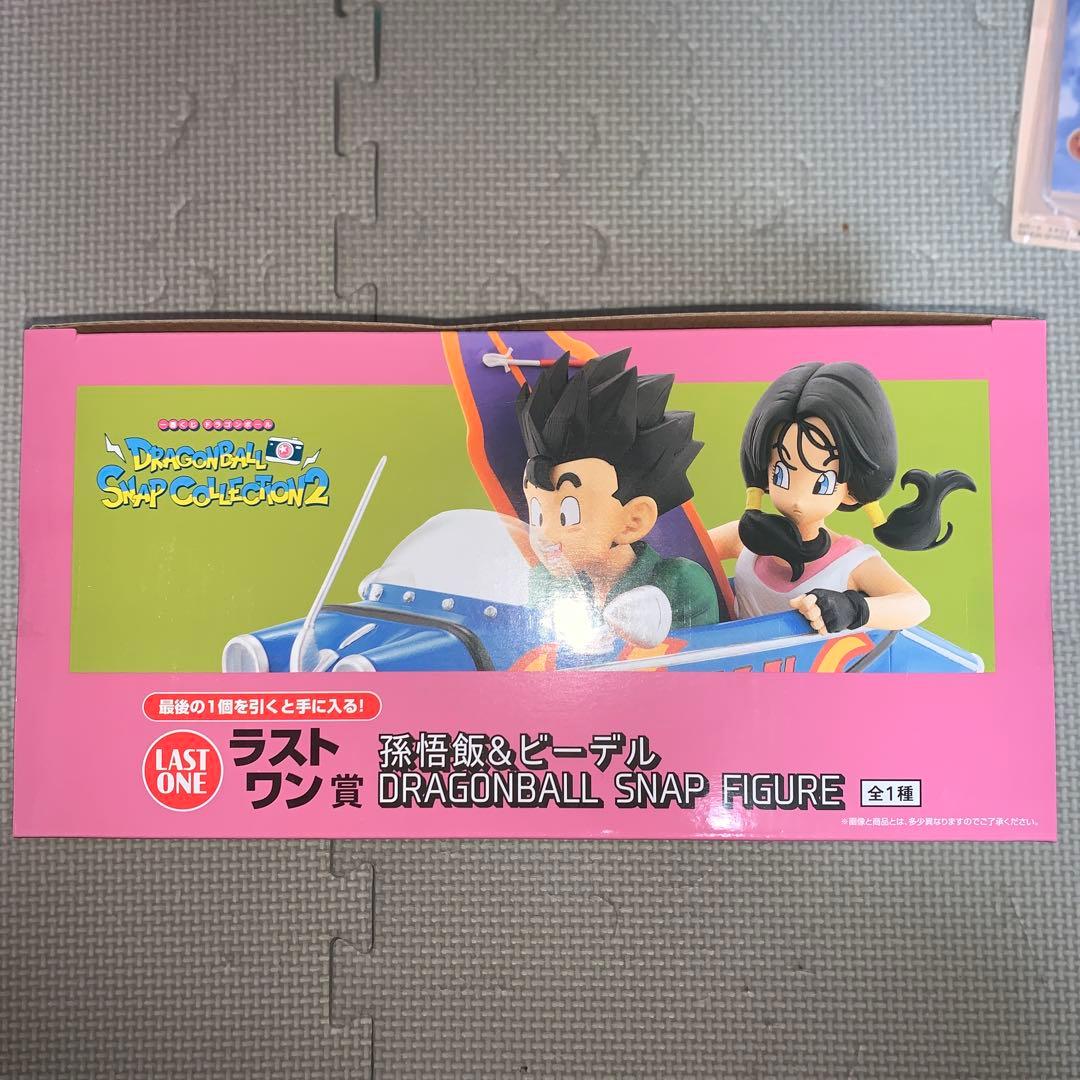 一番くじ ドラゴンボール
DRAGONBALL
SNAP COLLECTION2
最後の1個を引くと手に入る!
LAST
ONE
ラスト
ワン賞
孫悟飯&ビーデル
DRAGONBALL SNAP FIGURE
全1種
※画像と商品とは、多少異なりますのでご了承ください。